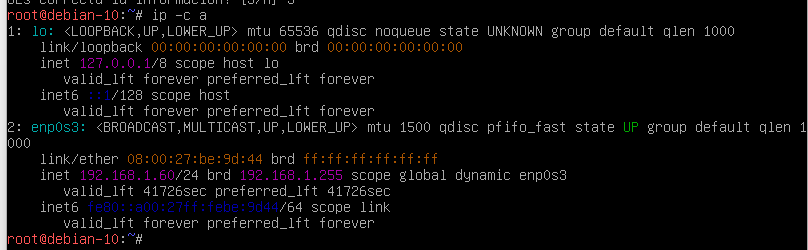 root@debian-10:~# ip -c a
1: lo: <LOOPBACK,UP,LOWER_UP> mtu 65536 qdisc noqueue state UNKNOWN group default qlen 1000
link/loopback 00:00:00:00:00:00 brd 00:00:00:00:00:00
inet 127.0.0.1/8 scope host lo
valid_lft forever preferred_lft forever
inet6 ::1/128 scope host
valid_lft forever preferred_lft forever
2: enp0s3: <BROADCAST,MULTICAST,UP,LOWER_UP> mtu 1500 qdisc pfifo_fast state UP group default qlen 1
000
link/ether 08:00:27:be:9d:44 brd ff:ff:ff:ff:ff:ff
inet 192.168.1.60/24 brd 192.168.1.255 scope global dynamic enp0s3
valid_lft 41726sec preferred_lft 41726sec
inet6 fe80::a00:27ff:febe:9d44/64 scope link
valid_lft forever preferred_lft forever
root@debian-10:~#